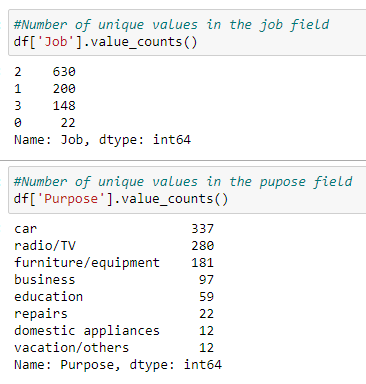 #Number of unique values in the job field
df['Job'].value_counts()
2    630
1    200
3    148
0     22
Name: Job, dtype: int64
#Number of unique values in the pupose field
df['Purpose'].value_counts()
car                    337
radio/TV               280
furniture/equipment    181
business                97
education               59
repairs                 22
domestic appliances     12
vacation/others         12
Name: Purpose, dtype: int64